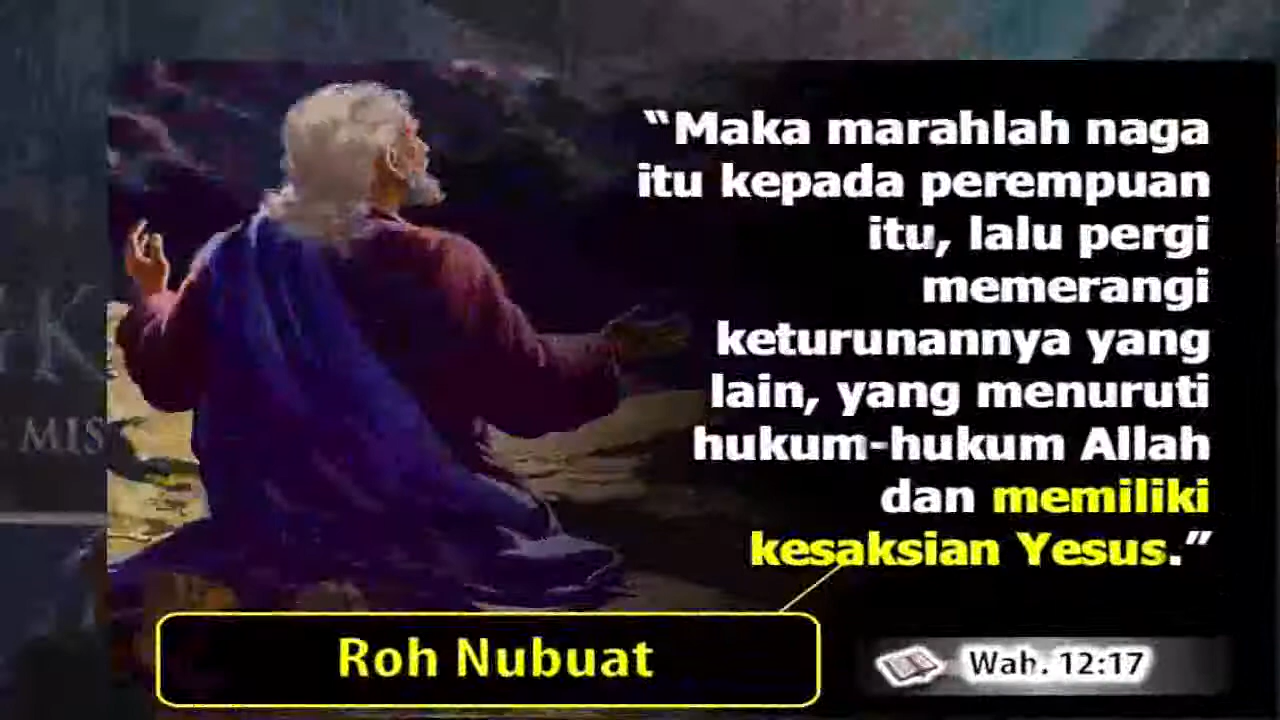 “Maka marahlah naga
itu kepada perempuan
itu, lalu pergi
memerangi
keturunannya yang
lain, yang menuruti
hukum-hukum Allah
dan memiliki
kesaksian Yesus.”
Roh Nubuat
Wah. 12:17
MIS